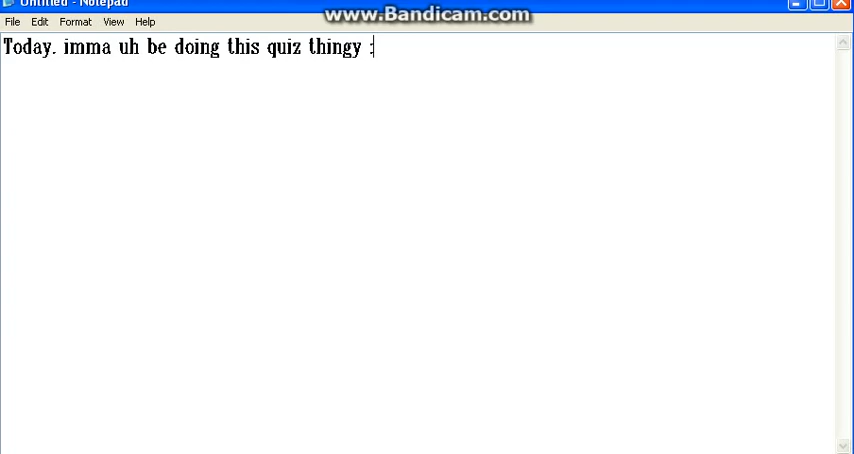 Untitled - Notepad
www.Bandicam.com
File Edit Format View Help
Today. imma uh be doing this quiz thingy :